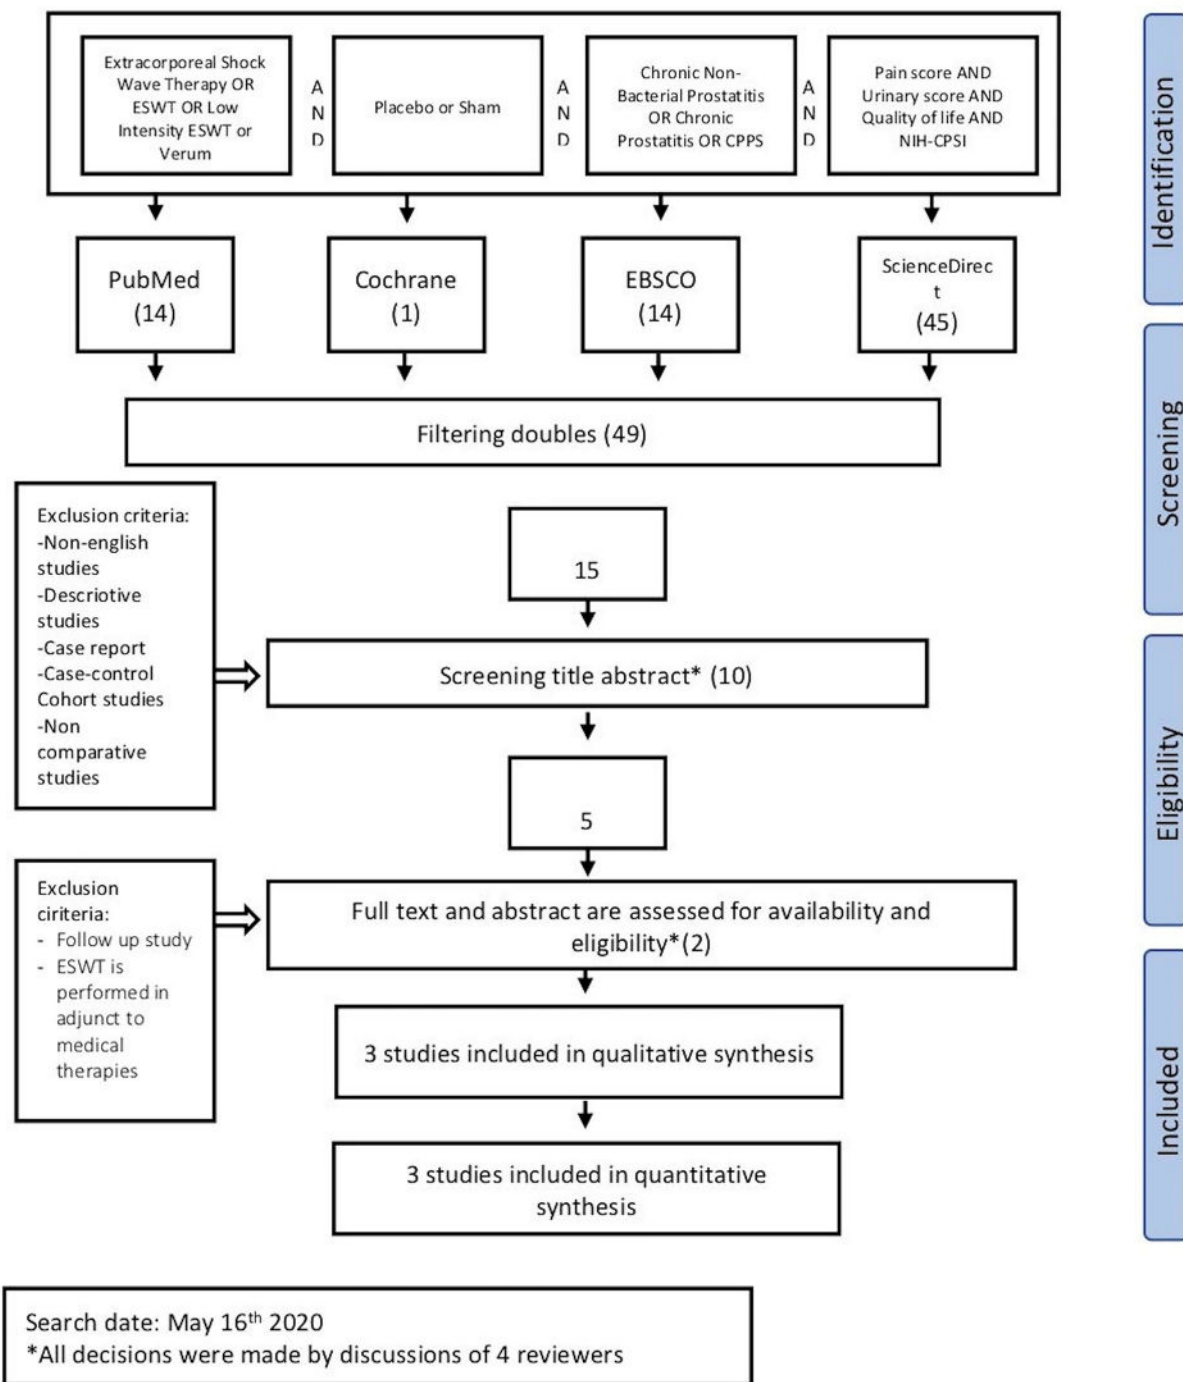 Extracorporeal Shock
Wave Therapy OR
ESWT OR Low
Intensity ESWT or
Verum
A
N
D
Placebo or Sham
A
N
D
Chronic Non-
Bacterial Prostatitis
OR Chronic
Prostatitis OR CPPS
A
N
D
Pain score AND
Urinary score AND
Quality of life AND
NIH-CPSI
Identification
PubMed
(14)
Cochrane
(1)
EBSCO
(14)
ScienceDirec
t
(45)
Filtering doubles (49)
Screening
Exclusion criteria:
-Non-english
studies
-Descriotive
studies
-Case report
-Case-control
Cohort studies
-Non
comparative
studies
15
Screening title abstract* (10)
5
Eligibility
Exclusion
ciriteria:
- Follow up study
- ESWT is
performed in
adjunct to
medical
therapies
Full text and abstract are assessed for availability and
eligibility*(2)
3 studies included in qualitative synthesis
3 studies included in quantitative
synthesis
Included
Search date: May 16th 2020
*All decisions were made by discussions of 4 reviewers